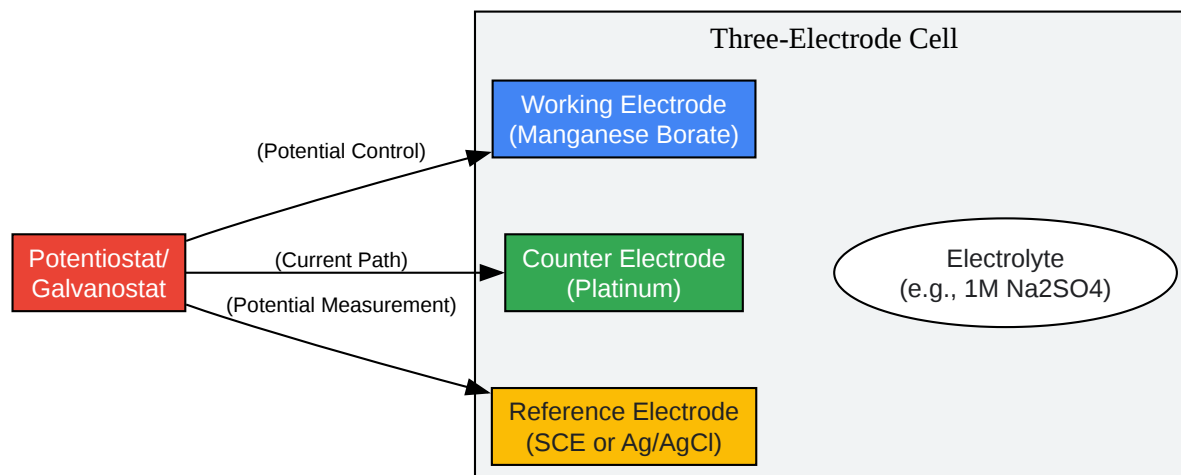 Three-Electrode Cell
Working Electrode
(Manganese Borate)
(Potential Control)
Potentiostat/
Galvanostat
(Current Path)
Counter Electrode
(Platinum)
Electrolyte
(e.g., 1M Na2SO4)
(Potential Measurement)
Reference Electrode
(SCE or Ag/AgCl)